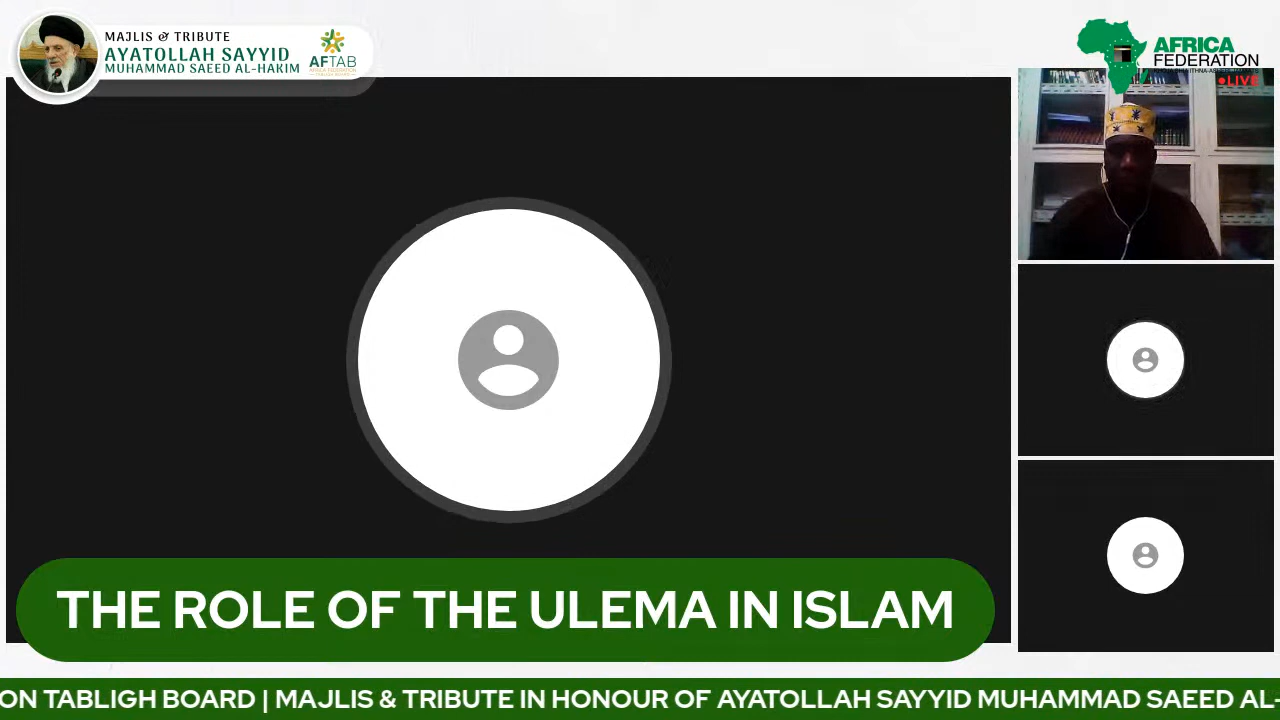 MAJLIS & TRIBUTE
AYATOLLAH SAYYID
MUHAMMAD SAEED AL-HAKIM
AFTAB
AFRICA
FEDERATION
LIVE
THE ROLE OF THE ULEMA IN ISLAM
ON TABLIGH BOARD | MAJLIS & TRIBUTE IN HONOUR OF AYATOLLAH SAYYID MUHAMMAD SAEED AL-